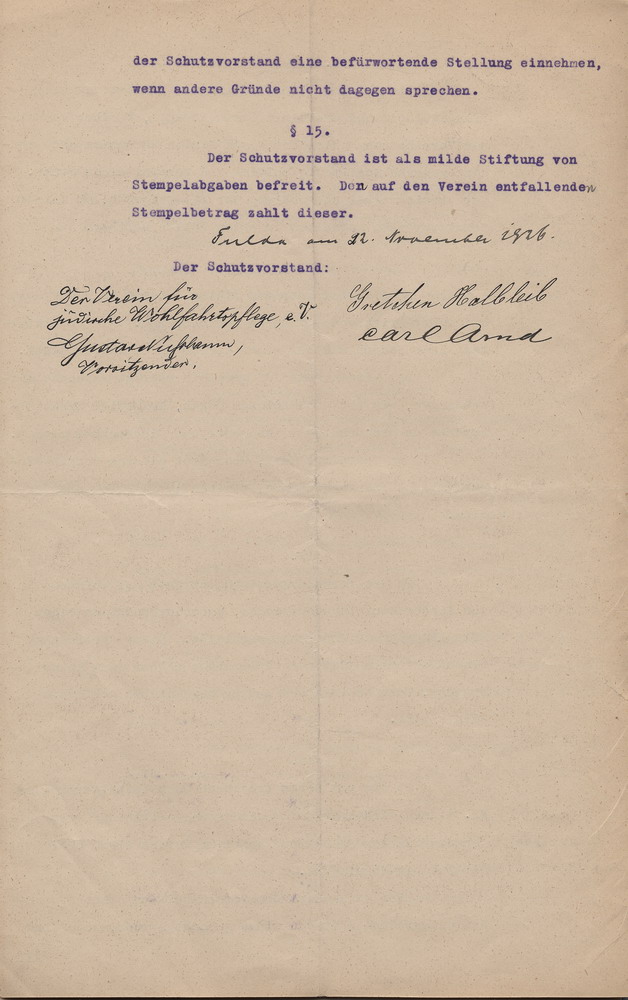 der Schutzvorstand eine befürwortende Stellung einnehmen,
wenn andere Gründe nicht dagegen sprechen.
§ 15.
Der Schutzvorstand ist als milde Stiftung von
Stempelabgaben befreit. Den auf den Verein entfallenden
Stempelbetrag zahlt dieser.
Fulda am 22. November 1926.
Der Schutzvorstand:
Der Verein für
jüdische Wohlfahrtspflege, e. V.
Gustav Nußbaum,
Vorsitzender.
Gretchen Halbleib
Carl Arnd